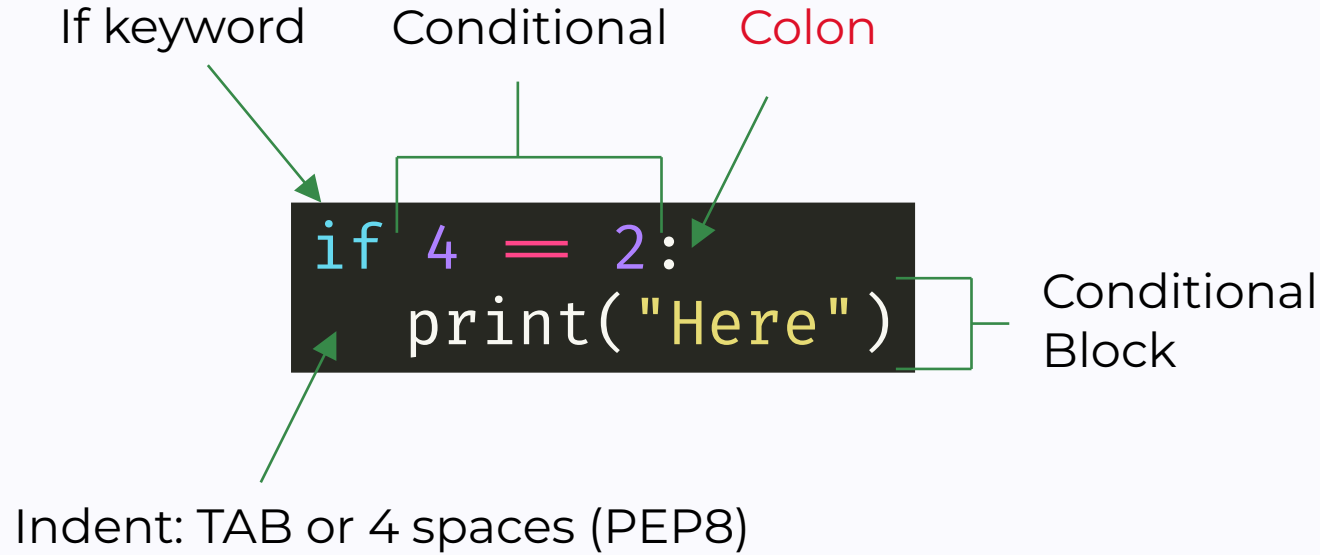 If keyword
Conditional
Colon
if 4 == 2:
print("Here")
Conditional
Block
Indent: TAB or 4 spaces (PEP8)